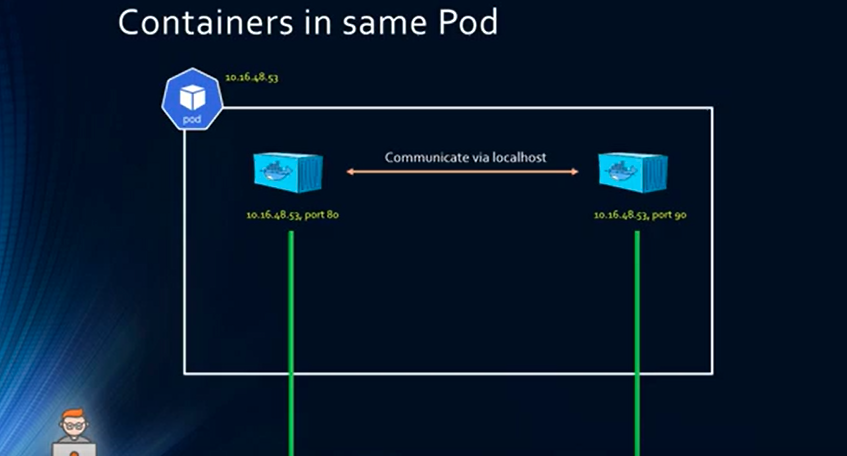 Containers in same Pod
10.16.48.53
pod
Communicate via localhost
10.16.48.53, port 80
10.16.48.53, port 90